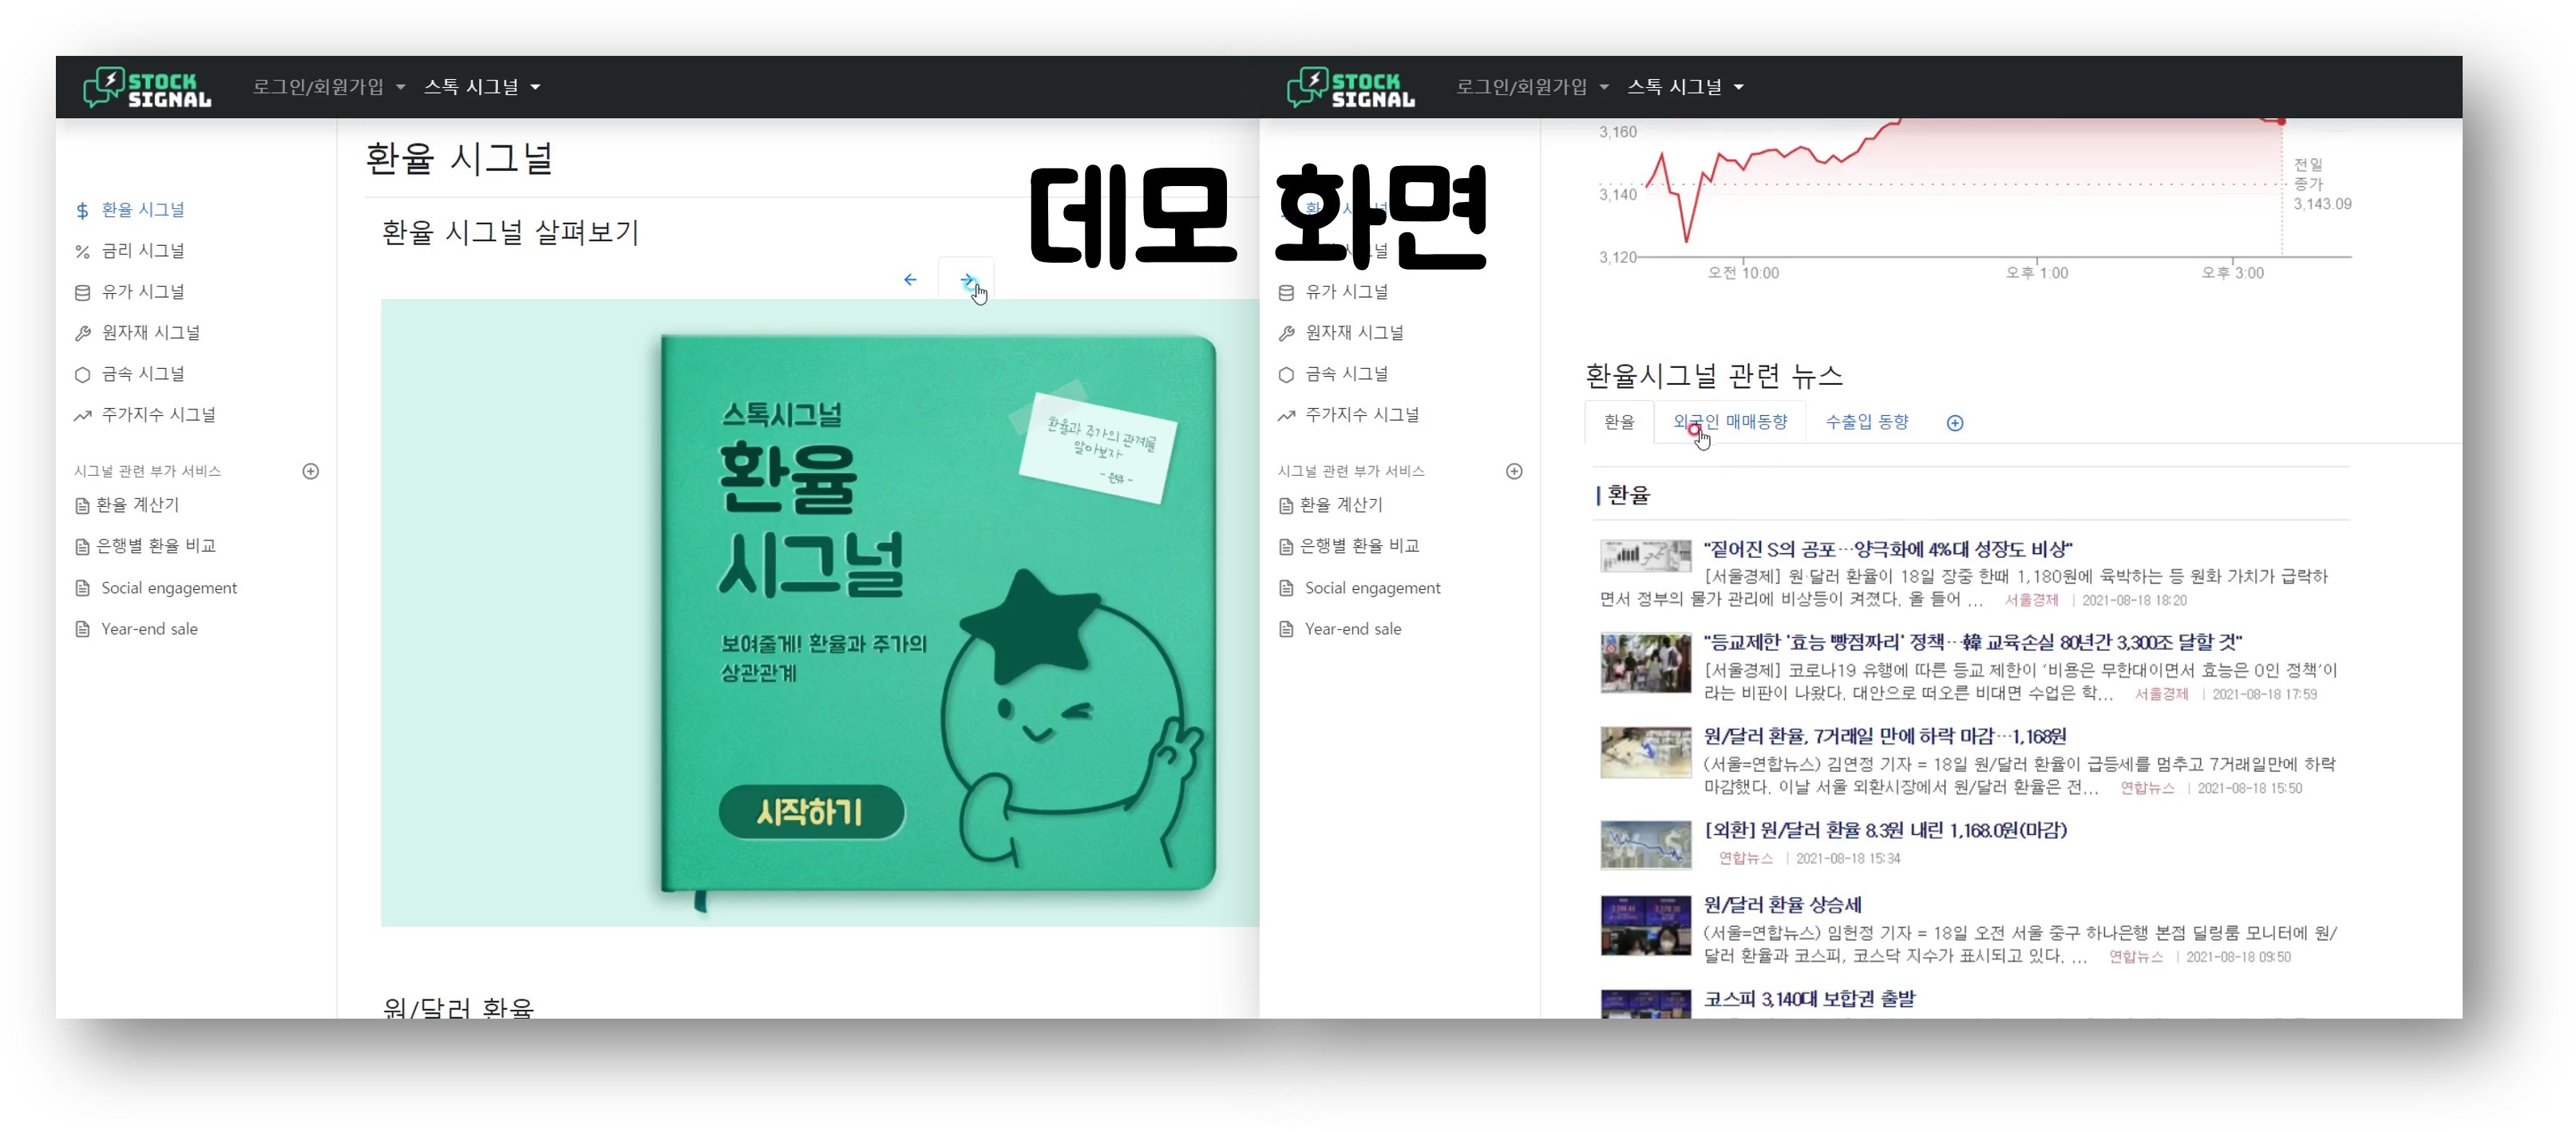 STOCK
SIGNAL
로그인/회원가입
스톡 시그널
환율 시그널
금리 시그널
유가 시그널
원자재 시그널
금속 시그널
주가지수 시그널
시그널 관련 부가 서비스
환율 계산기
은행별 환율 비교
Social engagement
Year-end sale
환율 시그널
환율 시그널 살펴보기
데모 화면
스톡시그널
환율
시그널
환율과 주가의 관계를
알아보자
보여줄게! 환율과 주가의
상관관계
시작하기
원/달러 환율
STOCK
SIGNAL
로그인/회원가입
스톡 시그널
유가 시그널
원자재 시그널
금속 시그널
주가지수 시그널
시그널 관련 부가 서비스
환율 계산기
은행별 환율 비교
Social engagement
Year-end sale
3,160
3,140
3,120
전일
종가
3,143.09
오전 10:00
오후 1:00
오후 3:00
환율시그널 관련 뉴스
환율
외국인 매매동향
수출입 동향
환율
"짙어진 S의 공포…양극화에 4%대 성장도 비상"
[서울경제] 원·달러 환율이 18일 장중 한때 1,180원에 육박하는 등 원화 가치가 급락하
면서 정부의 물가 관리에 비상등이 켜졌다. 올 들어 ... 서울경제 | 2021-08-18 18:20
"등교제한 '효능 빵점짜리' 정책…韓 교육손실 80년간 3,300조 달할 것"
[서울경제] 코로나19 유행에 따른 등교 제한이 ‘비용은 무한대이면서 효능은 0인 정책’이
라는 비판이 나왔다. 대안으로 떠오른 비대면 수업은 학... 서울경제 | 2021-08-18 17:59
원/달러 환율, 7거래일 만에 하락 마감…1,168원
(서울=연합뉴스) 김연정 기자 = 18일 원/달러 환율이 급등세를 멈추고 7거래일만에 하락
마감했다. 이날 서울 외환시장에서 원/달러 환율은 전... 연합뉴스 | 2021-08-18 15:50
[외환] 원/달러 환율 8.3원 내린 1,168.0원(마감)
연합뉴스 | 2021-08-18 15:34
원/달러 환율 상승세
(서울=연합뉴스) 임헌정 기자 = 18일 오전 서울 중구 하나은행 본점 딜링룸 모니터에 원/
달러 환율과 코스피, 코스닥 지수가 표시되고 있다. ... 연합뉴스 | 2021-08-18 09:50
코스피 3,140대 보합권 출발